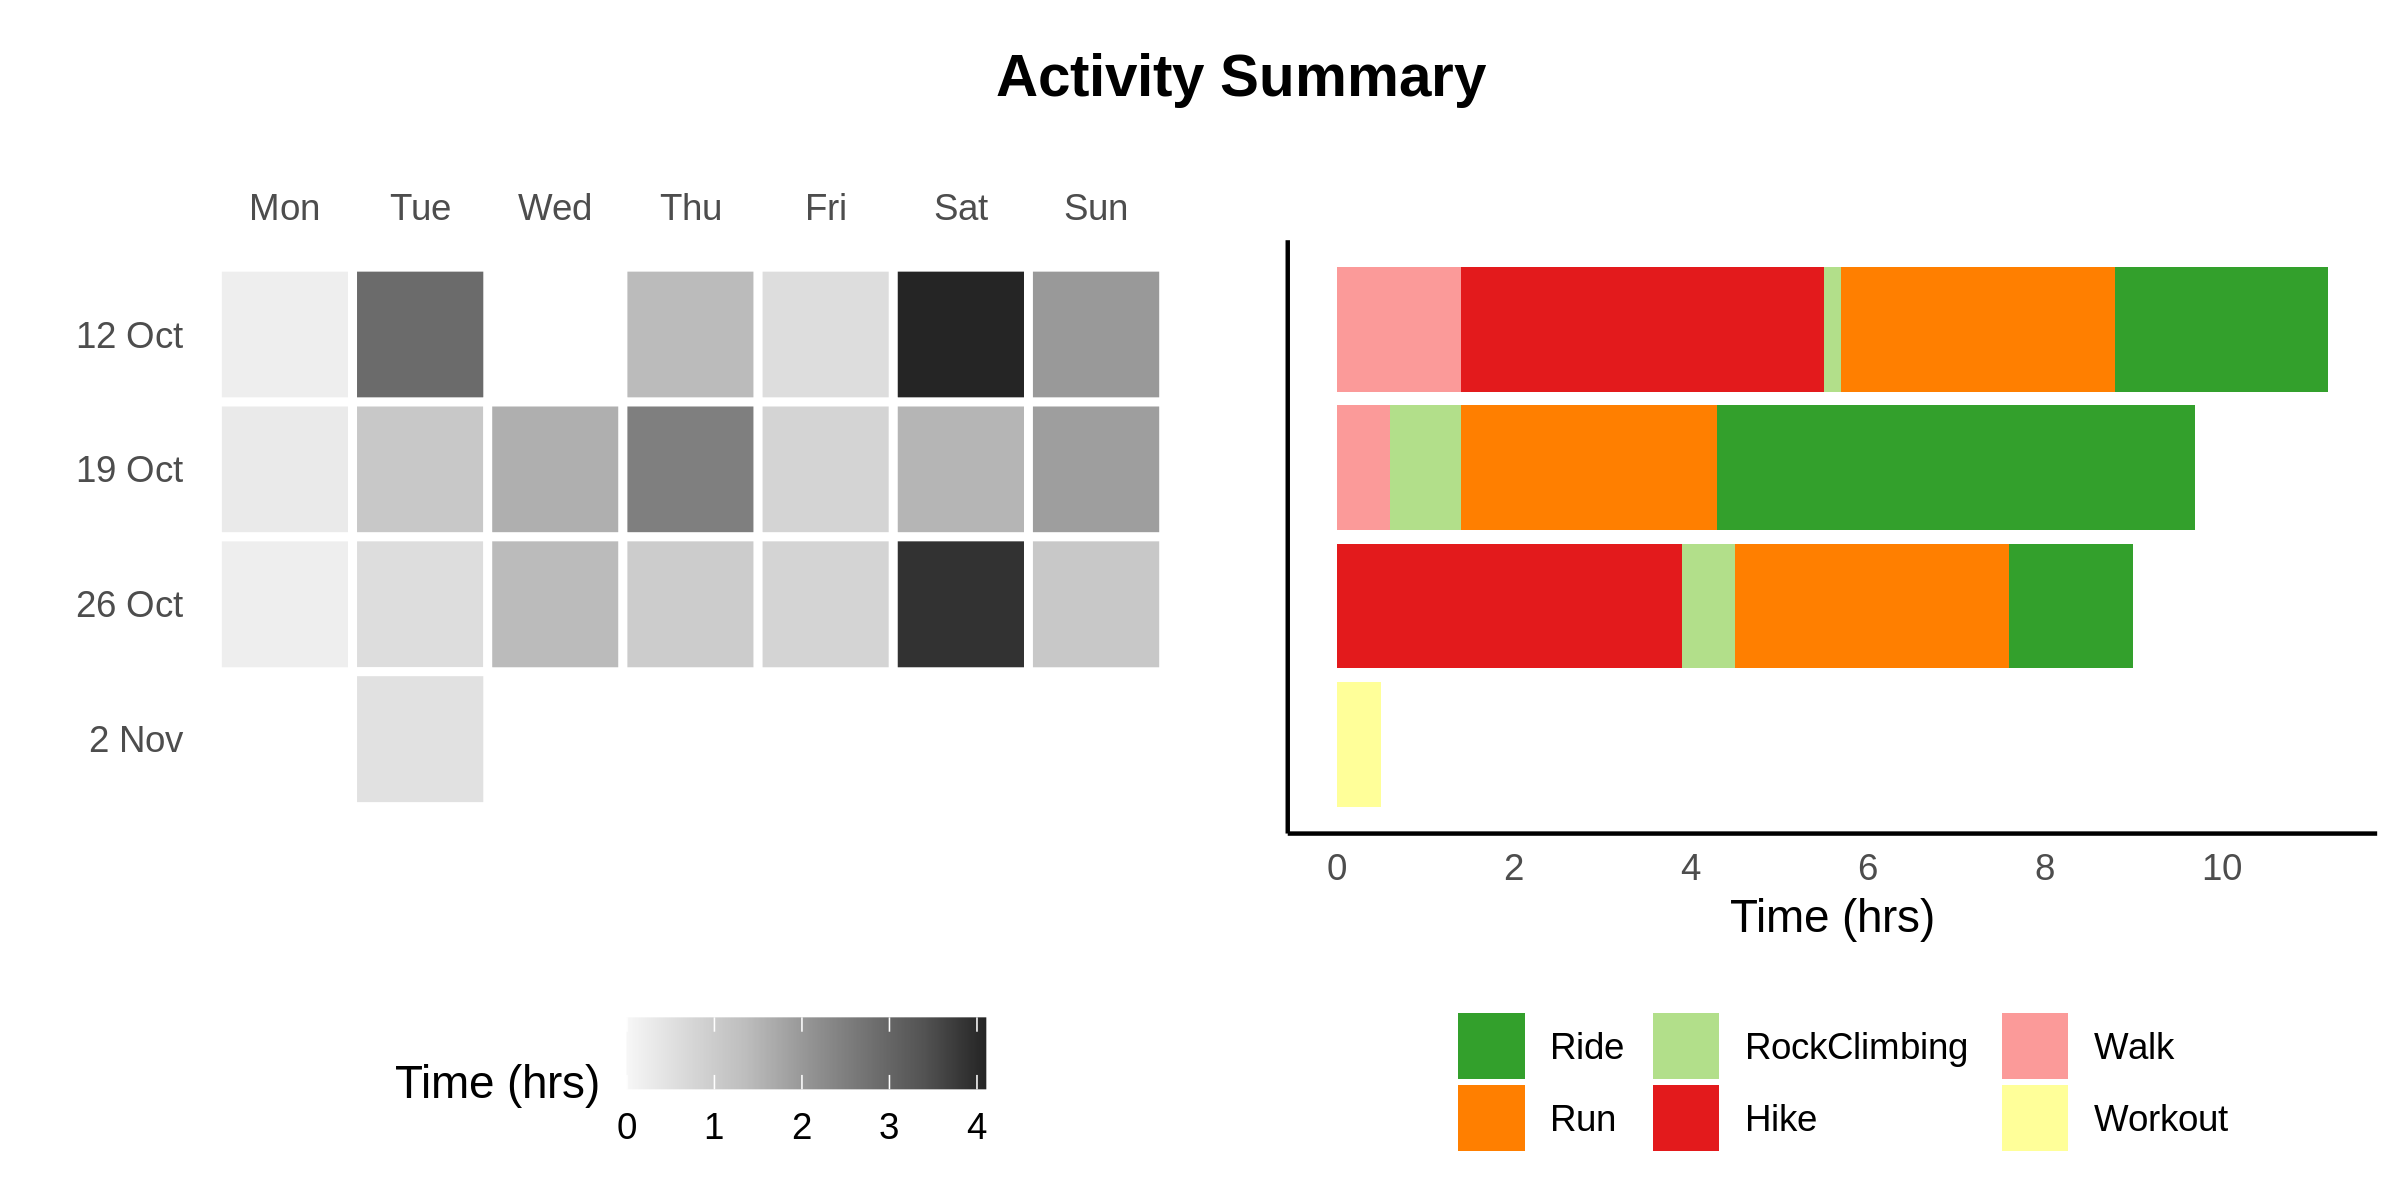 Activity Summary
Mon Tue Wed Thu Fri Sat Sun
12 Oct
19 Oct
26 Oct
2 Nov
0 2 4 6 8 10
Time (hrs)
Time (hrs)
0 1 2 3 4
Ride RockClimbing Walk
Run Hike Workout